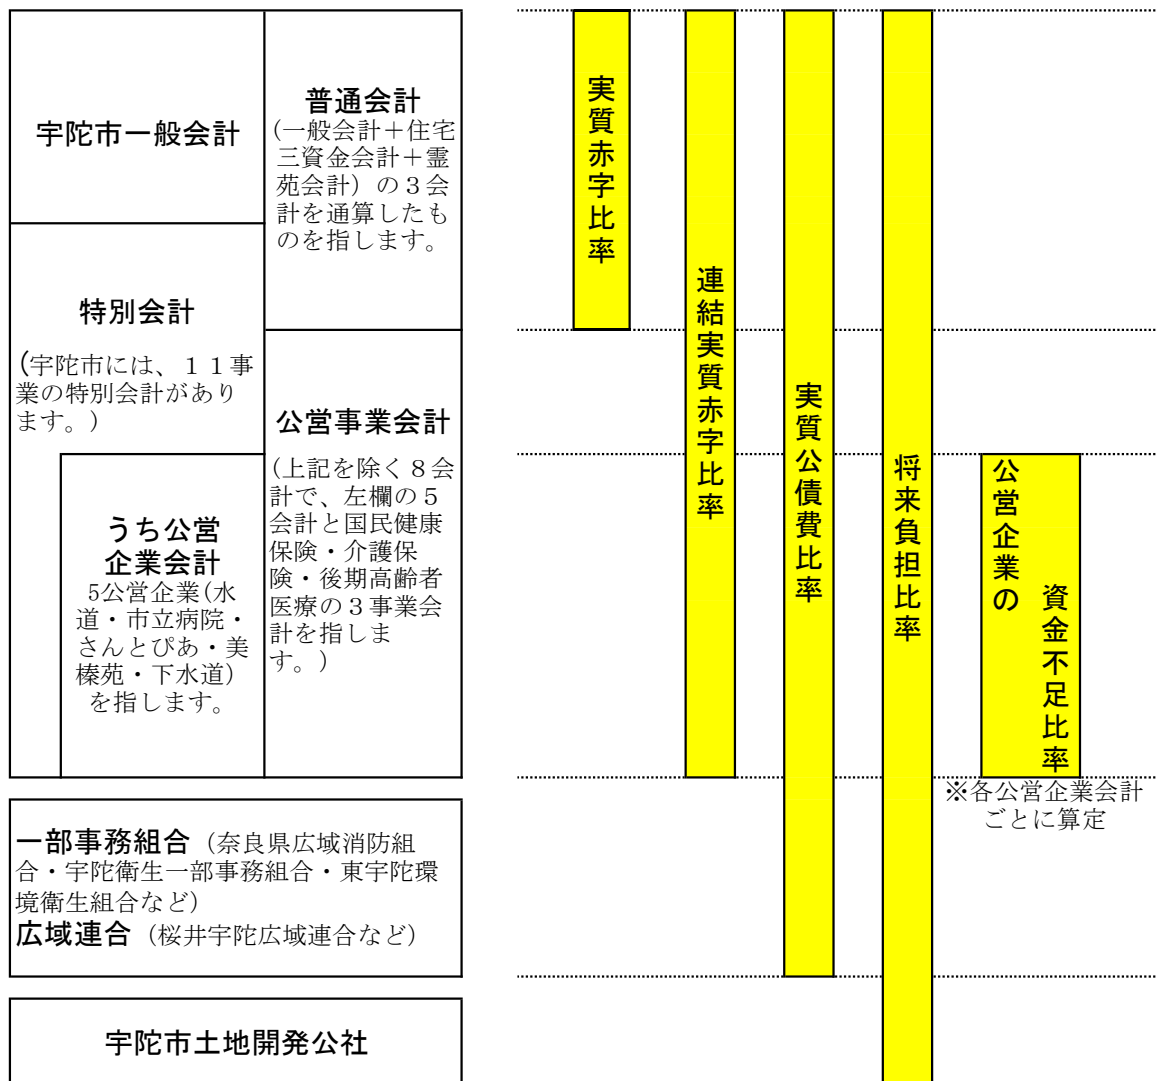 宇陀市一般会計
普通会計
(一般会計＋住宅
三資金会計＋霊
苑会計）の３会
計を通算したも
のを指します。
特別会計
(宇陀市には、１１事
業の特別会計があり
ます。）
公営事業会計
(上記を除く８会
計で、左欄の５
会計と国民健康
保険・介護保
険・後期高齢者
医療の３事業会
計を指しま
す。）
うち公営
企業会計
5公営企業(水
道・市立病院・
さんとぴあ・美
榛苑・下水道）
を指します。
一部事務組合（奈良県広域消防組
合・宇陀衛生一部事務組合・東宇陀環
境衛生組合など）
広域連合（桜井宇陀広域連合など）
宇陀市土地開発公社
実質赤字比率
連結実質赤字比率
実質公債費比率
将来負担比率
公営企業の
資金不足比率
※各公営企業会計
ごとに算定